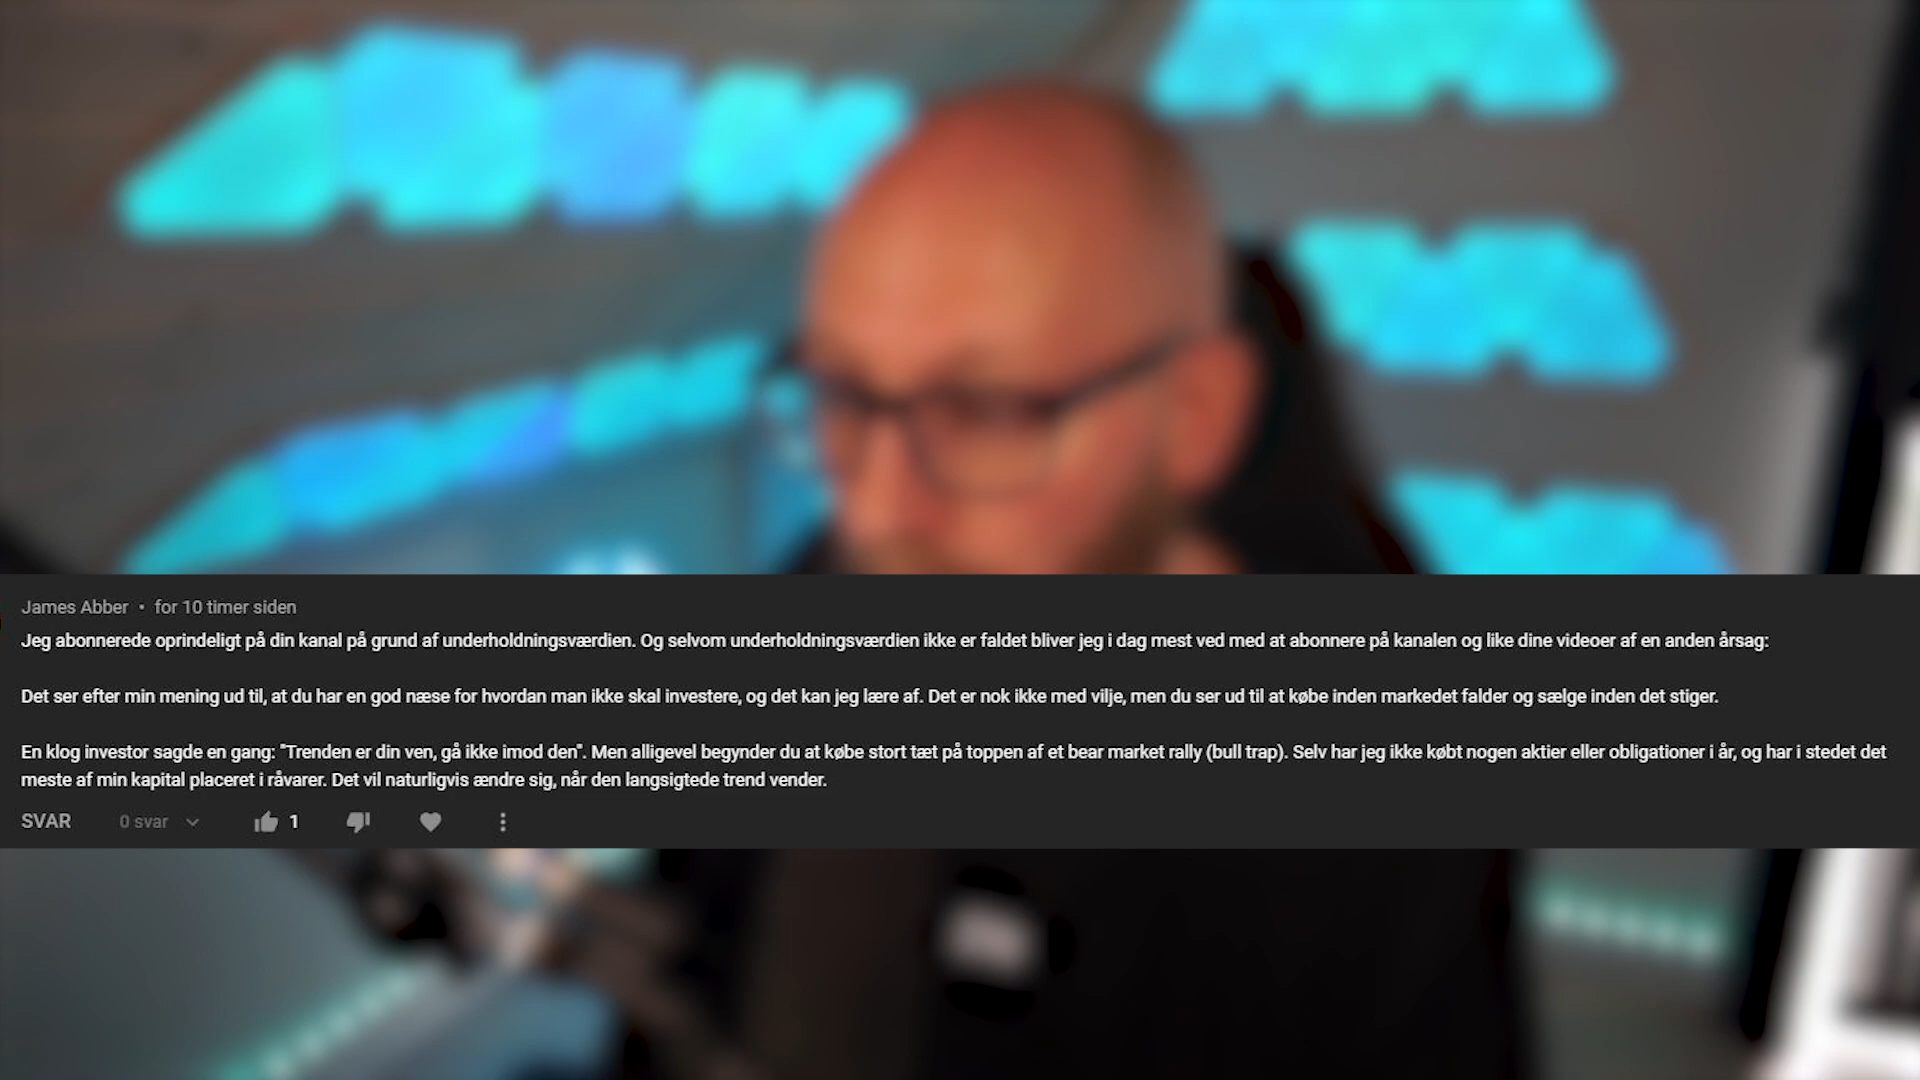 James Abber • for 10 timer siden
Jeg abonnerede oprindeligt på din kanal på grund af underholdningsværdien. Og selvom underholdningsværdien ikke er faldet bliver jeg i dag mest ved med at abonnere på kanalen og like dine videoer af en anden årsag:
Det ser efter min mening ud til, at du har en god næse for hvordan man ikke skal investere, og det kan jeg lære af. Det er nok ikke med vilje, men du ser ud til at købe inden markedet falder og sælge inden det stiger.
En klog investor sagde en gang: "Trenden er din ven, gå ikke imod den". Men alligevel begynder du at købe stort tæt på toppen af et bear market rally (bull trap). Selv har jeg ikke købt nogen aktier eller obligationer i år, og har i stedet det
meste af min kapital placeret i råvarer. Det vil naturligvis ændre sig, når den langsigtede trend vender.
SVAR 0 svar 1